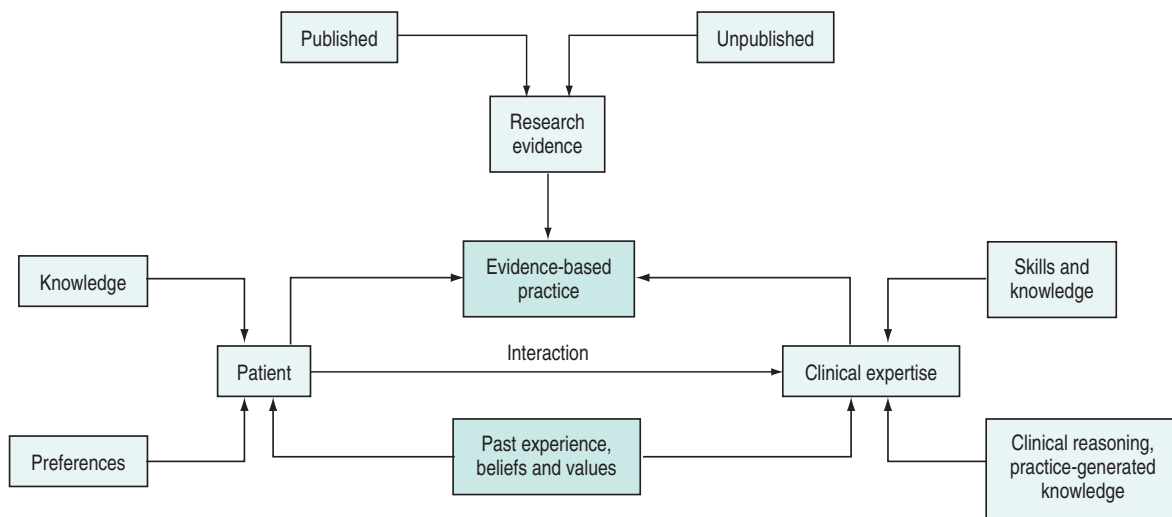 Published
Unpublished
Research
evidence
Evidence-based
practice
Knowledge
Skills and
knowledge
Interaction
Patient
Clinical expertise
Preferences
Past experience,
beliefs and values
Clinical reasoning,
practice-generated
knowledge